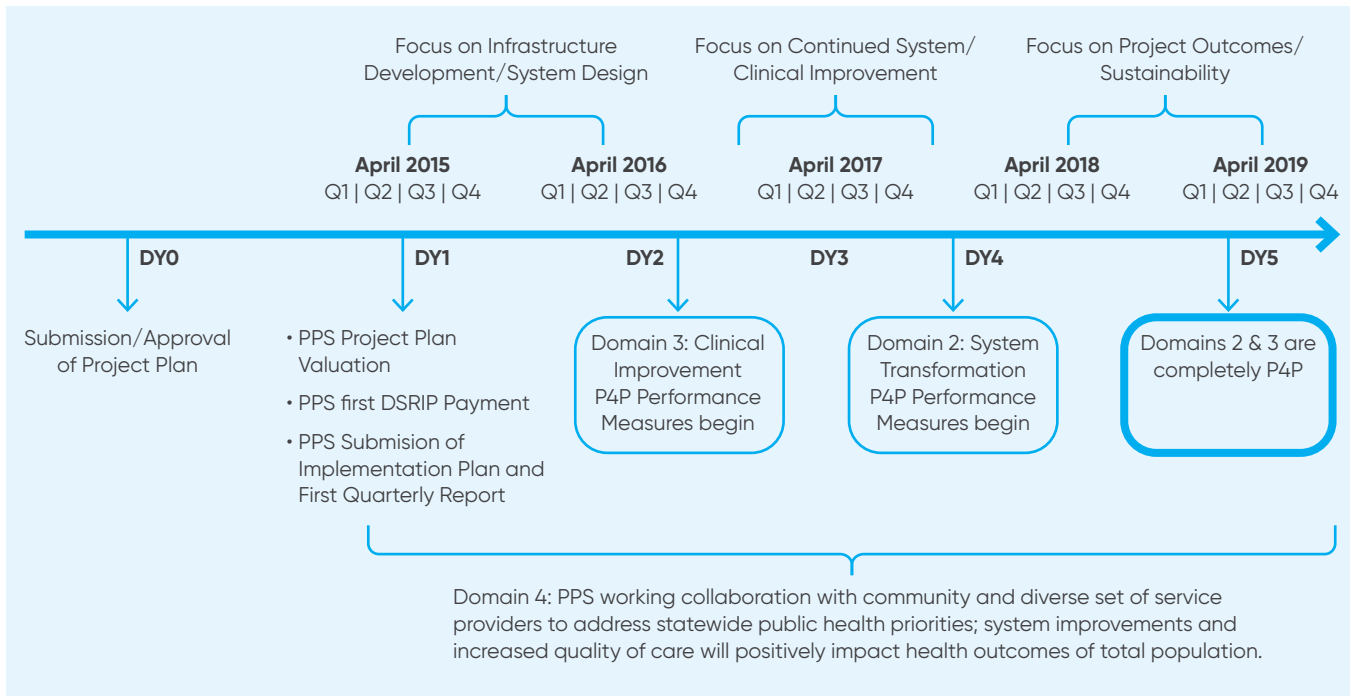 Focus on Infrastructure
Development/System Design
Focus on Continued System/
Clinical Improvement
Focus on Project Outcomes/
Sustainability
April 2015
Q1 | Q2 | Q3 | Q4
April 2016
Q1 | Q2 | Q3 | Q4
April 2017
Q1 | Q2 | Q3 | Q4
April 2018
Q1 | Q2 | Q3 | Q4
April 2019
Q1 | Q2 | Q3 | Q4
DY0
DY1
DY2
DY3
DY4
DY5
Submission/Approval
of Project Plan
• PPS Project Plan
Valuation
• PPS first DSRIP Payment
• PPS Submision of
Implementation Plan and
First Quarterly Report
Domain 3: Clinical
Improvement
P4P Performance
Measures begin
Domain 2: System
Transformation
P4P Performance
Measures begin
Domains 2 & 3 are
completely P4P
Domain 4: PPS working collaboration with community and diverse set of service
providers to address statewide public health priorities; system improvements and
increased quality of care will positively impact health outcomes of total population.